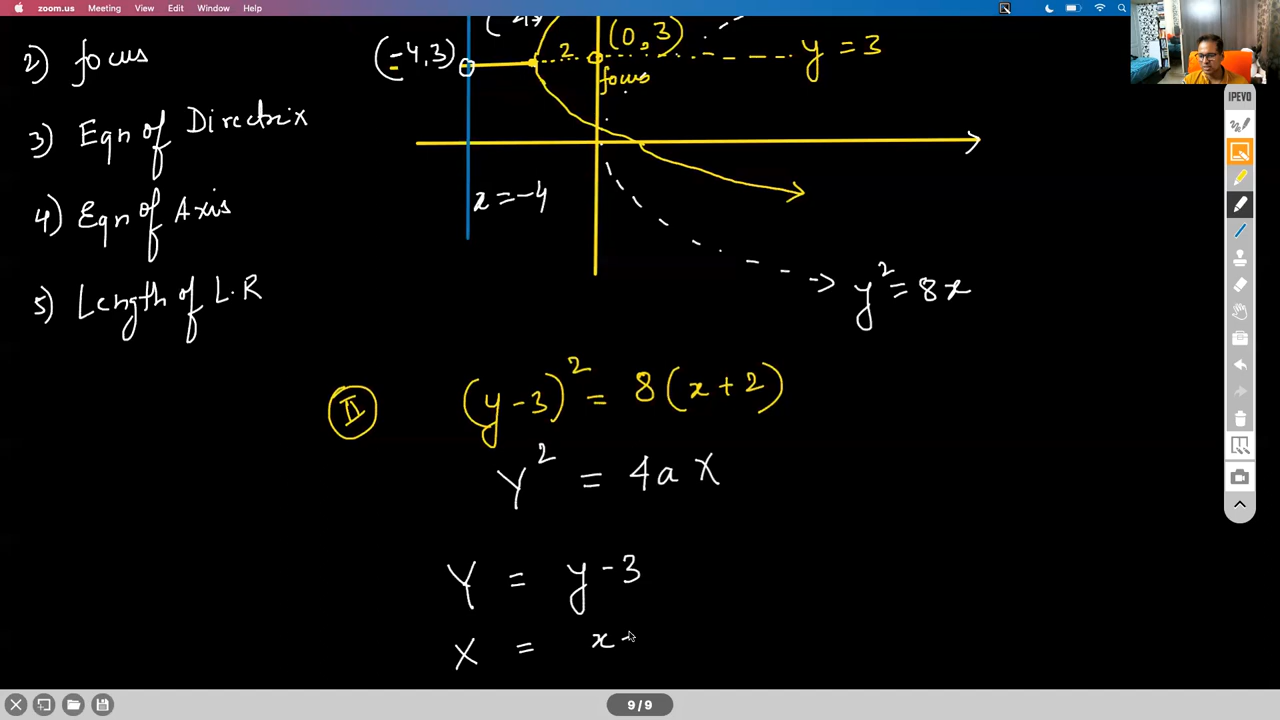 zoom.us Meeting View Edit Window Help
2) focus
3) Eqn of Directrix
4) Eqn of Axis
5) Length of L.R
(-4,3)
2
(0,3)
focus
y = 3
x = -4
y² = 8x
II (y-3)² = 8(x+2)
Y² = 4aX
Y = y-3
X = x-
IPEVO
9/9